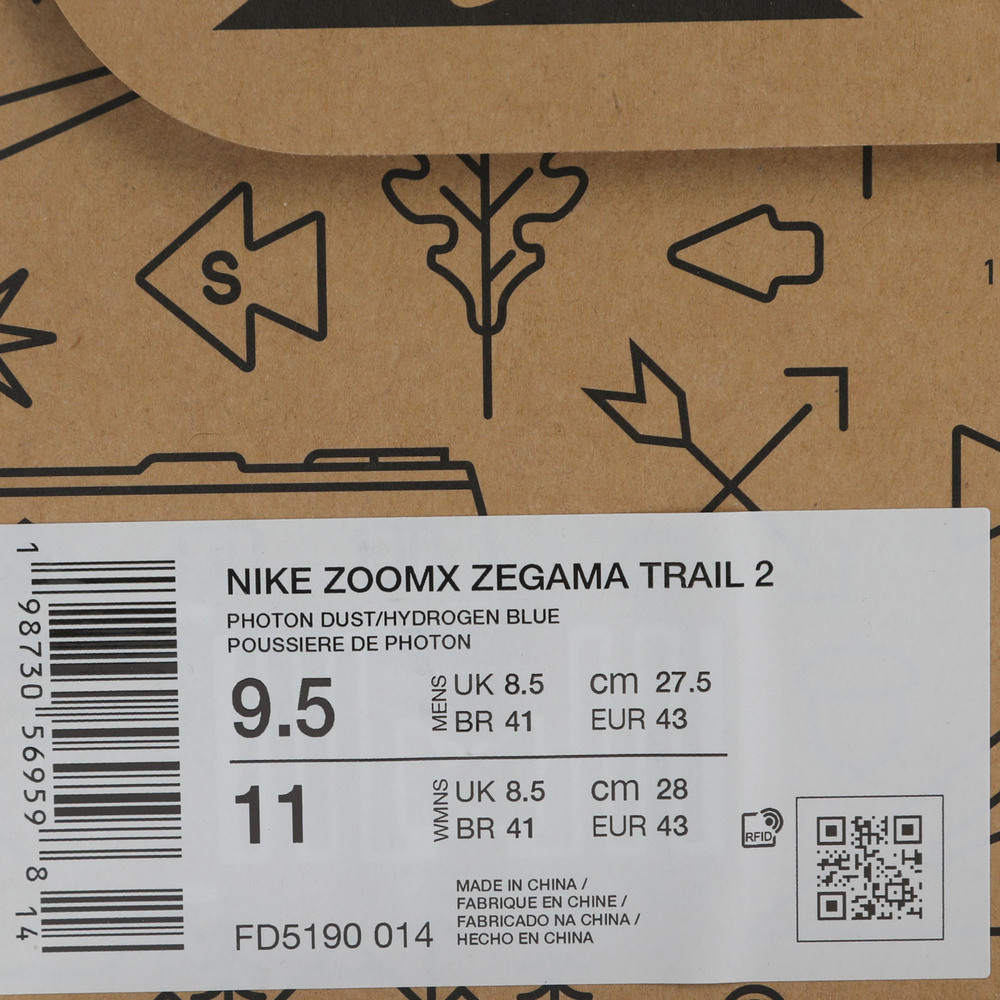 S
1
NIKE ZOOMX ZEGAMA TRAIL 2
PHOTON DUST/HYDROGEN BLUE
POUSSIERE DE PHOTON
9.5 MENS UK 8.5 cm 27.5
BR 41 EUR 43
11 WMNS UK 8.5 cm 28
BR 41 EUR 43
RFID
MADE IN CHINA /
FABRIQUE EN CHINE /
FABRICADO NA CHINA /
HECHO EN CHINA
FD5190 014
1 98730 56959 8 14